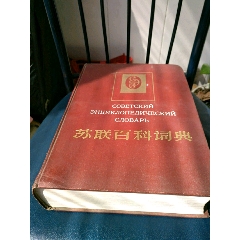 СОВЕТСКИЙ
ЭНЦИКЛОПЕДИЧЕСКИЙ
СЛОВАРЬ
苏联百科词典